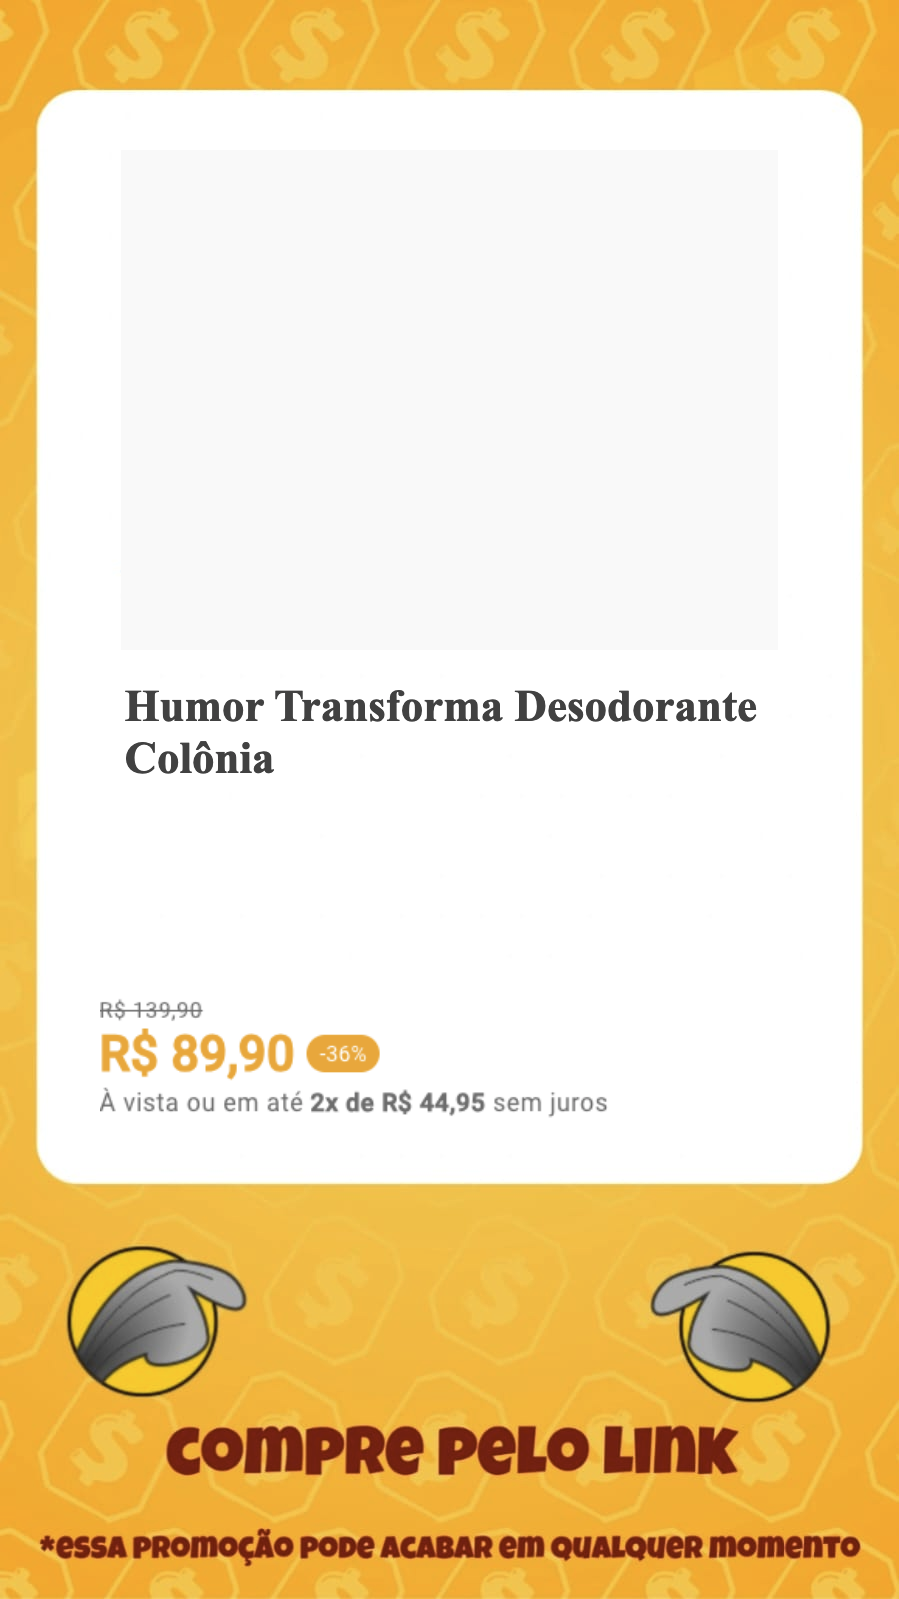 Humor Transforma Desodorante
Colônia
R$ 139,90
R$ 89,90 -36%
À vista ou em até 2x de R$ 44,95 sem juros
COMPRE PELO LINK
*ESSA PROMOÇÃO PODE ACABAR EM QUALQUER MOMENTO